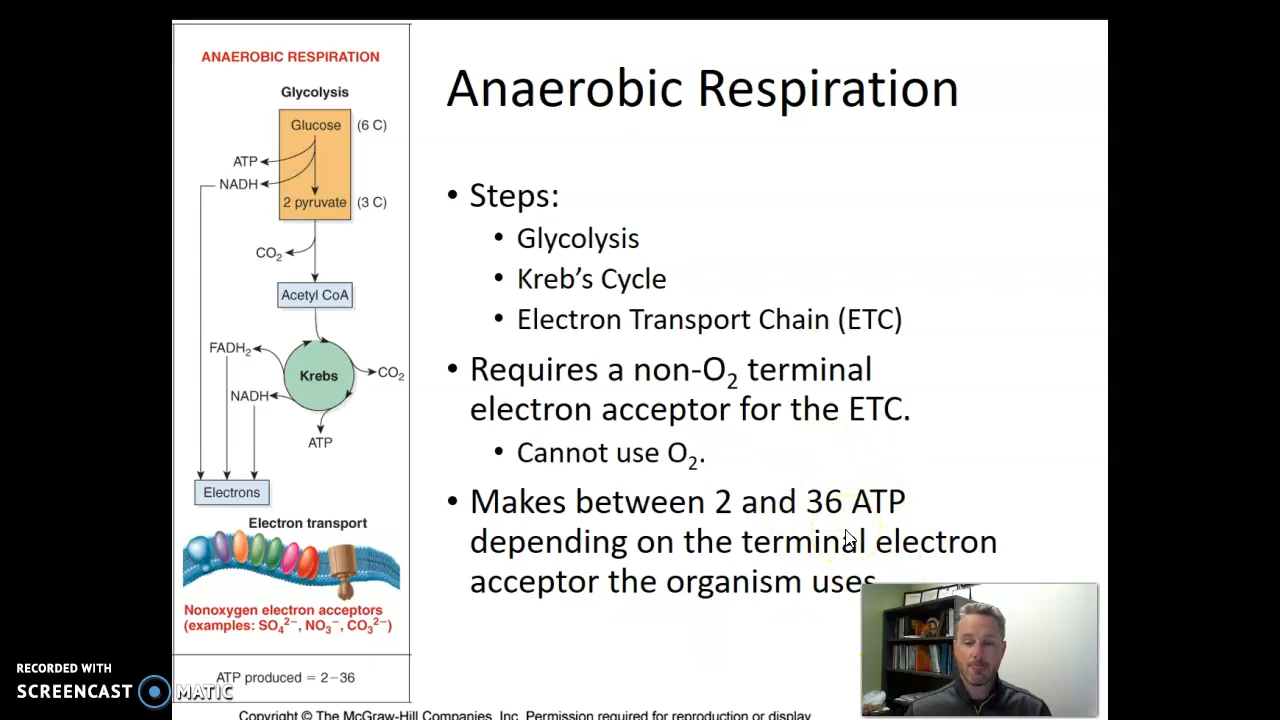 ANAEROBIC RESPIRATION
Glycolysis
Glucose (6 C)
ATP
NADH
2 pyruvate (3 C)
CO₂
Acetyl CoA
FADH₂
Krebs
CO₂
NADH
ATP
Electrons
Electron transport
Nonoxygen electron acceptors
(examples: SO₄²⁻, NO₃⁻, CO₃²⁻)
ATP produced = 2–36
Copyright © The McGraw-Hill Companies, Inc. Permission required for reproduction or display
Anaerobic Respiration
• Steps:
• Glycolysis
• Kreb’s Cycle
• Electron Transport Chain (ETC)
• Requires a non-O₂ terminal
electron acceptor for the ETC.
• Cannot use O₂.
• Makes between 2 and 36 ATP
depending on the terminal electron
acceptor the organism uses
RECORDED WITH
SCREENCAST MATIC